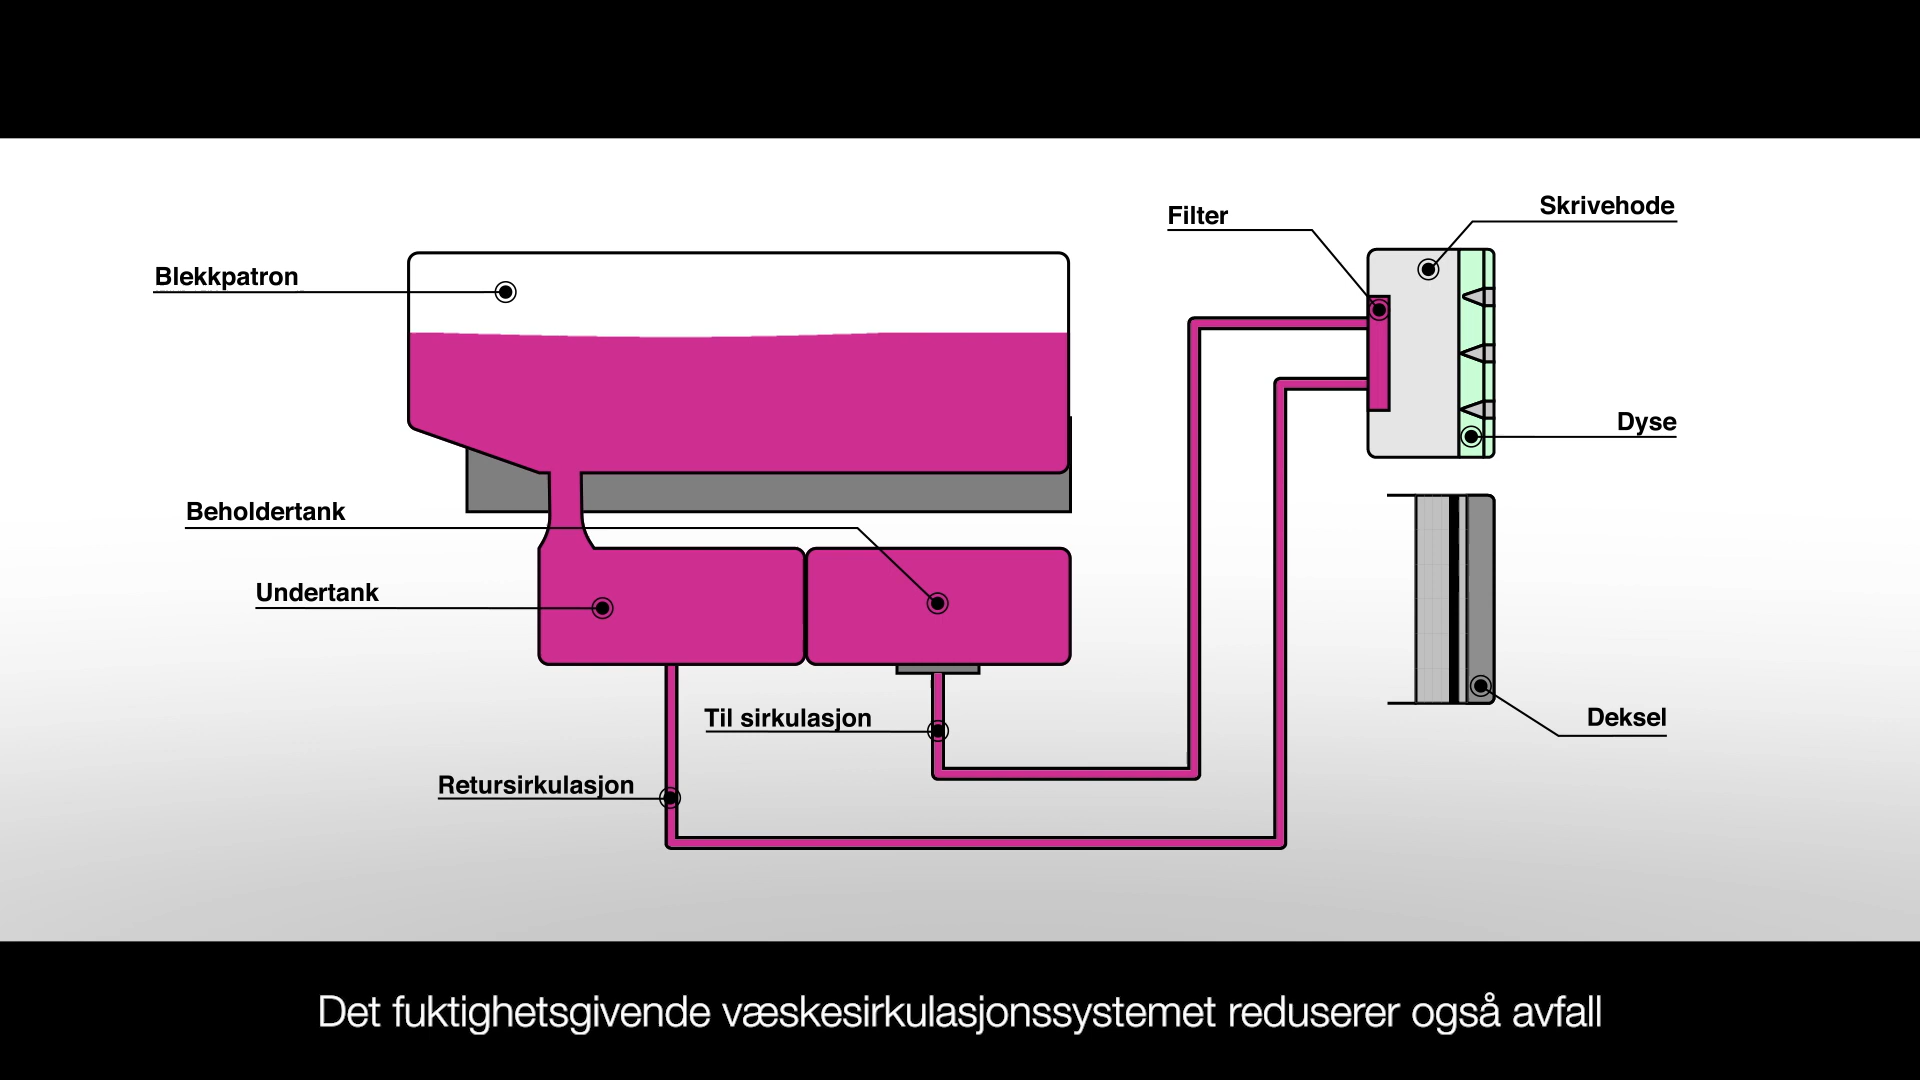 Filter
Skrivehode
Blekkpatron
Dyse
Beholdertank
Undertank
Til sirkulasjon
Deksel
Retursirkulasjon
Det fuktighetsgivende væskesirkulasjonssystemet reduserer også avfall